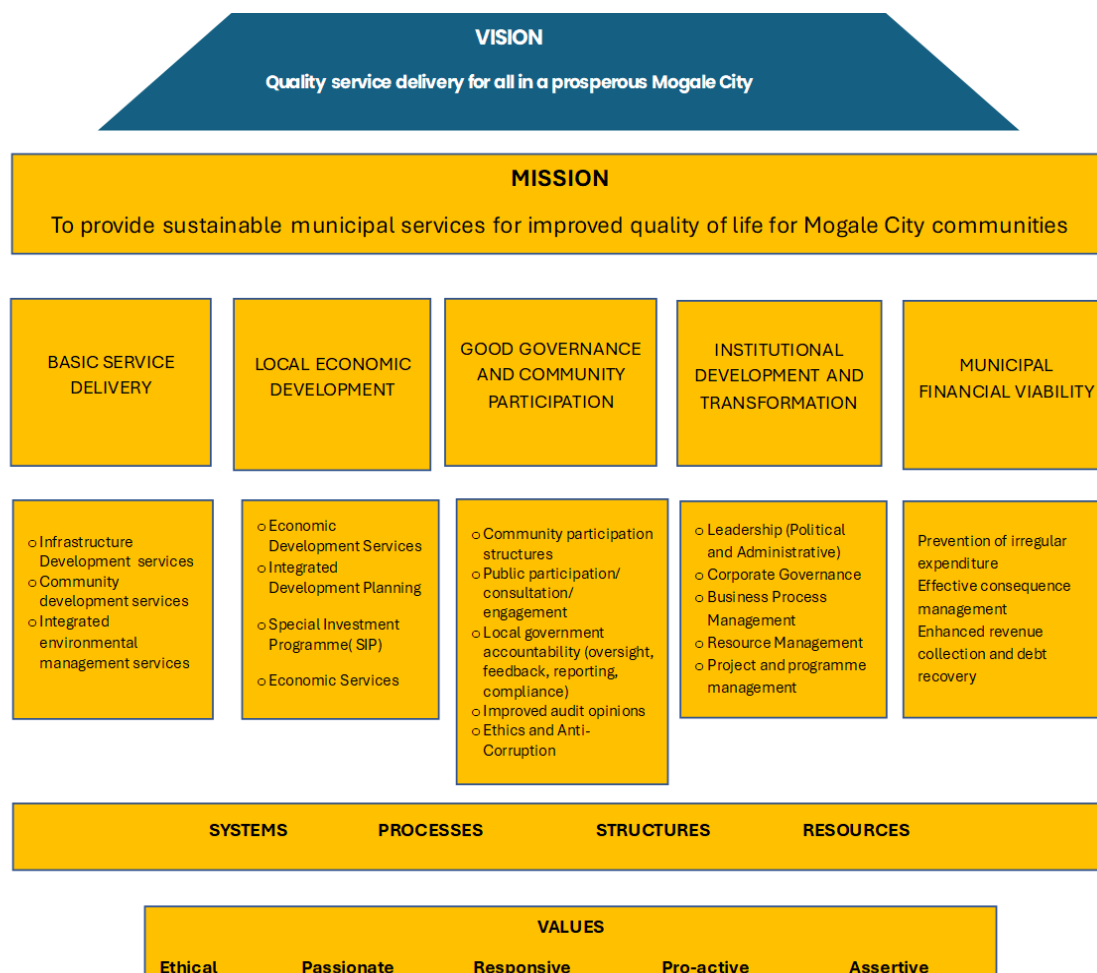 VISION
Quality service delivery for all in a prosperous Mogale City
MISSION
To provide sustainable municipal services for improved quality of life for Mogale City communities
BASIC SERVICE
DELIVERY
LOCAL ECONOMIC
DEVELOPMENT
GOOD GOVERNANCE
AND COMMUNITY
PARTICIPATION
INSTITUTIONAL
DEVELOPMENT AND
TRANSFORMATION
MUNICIPAL
FINANCIAL VIABILITY
o Infrastructure
Development services
o Community
development services
o Integrated
environmental
management services
o Economic
Development Services
o Integrated
Development Planning
o Special Investment
Programme( SIP)
o Economic Services
o Community participation
structures
o Public participation/
consultation/
engagement
o Local government
accountability (oversight,
feedback, reporting,
compliance)
o Improved audit opinions
o Ethics and Anti-
Corruption
o Leadership (Political
and Administrative)
o Corporate Governance
o Business Process
Management
o Resource Management
o Project and programme
management
Prevention of irregular
expenditure
Effective consequence
management
Enhanced revenue
collection and debt
recovery
SYSTEMS PROCESSES STRUCTURES RESOURCES
VALUES
Ethical Passionate Responsive Pro-active Assertive